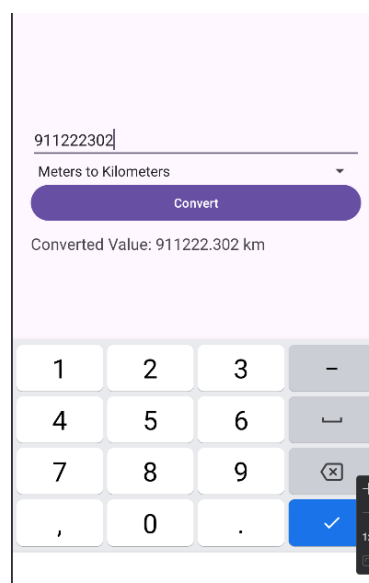 911222302
Meters to Kilometers
Convert
Converted Value: 911222.302 km
1 2 3 -
4 5 6
7 8 9
, 0 .